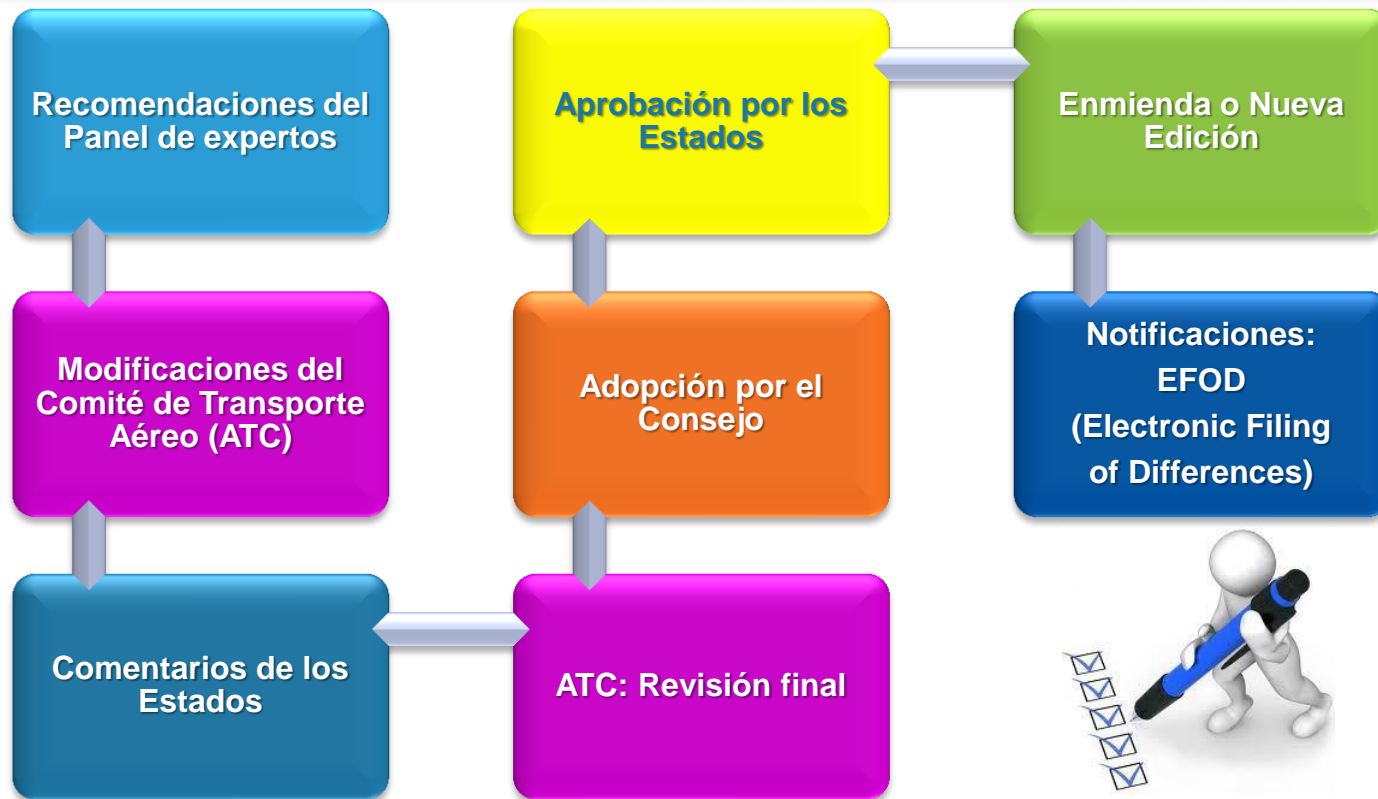 Recomendaciones del
Panel de expertos
Modificaciones del
Comité de Transporte
Aéreo (ATC)
Comentarios de los
Estados
ATC: Revisión final
Adopción por el
Consejo
Aprobación por los
Estados
Enmienda o Nueva
Edición
Notificaciones:
EFOD
(Electronic Filing
of Differences)